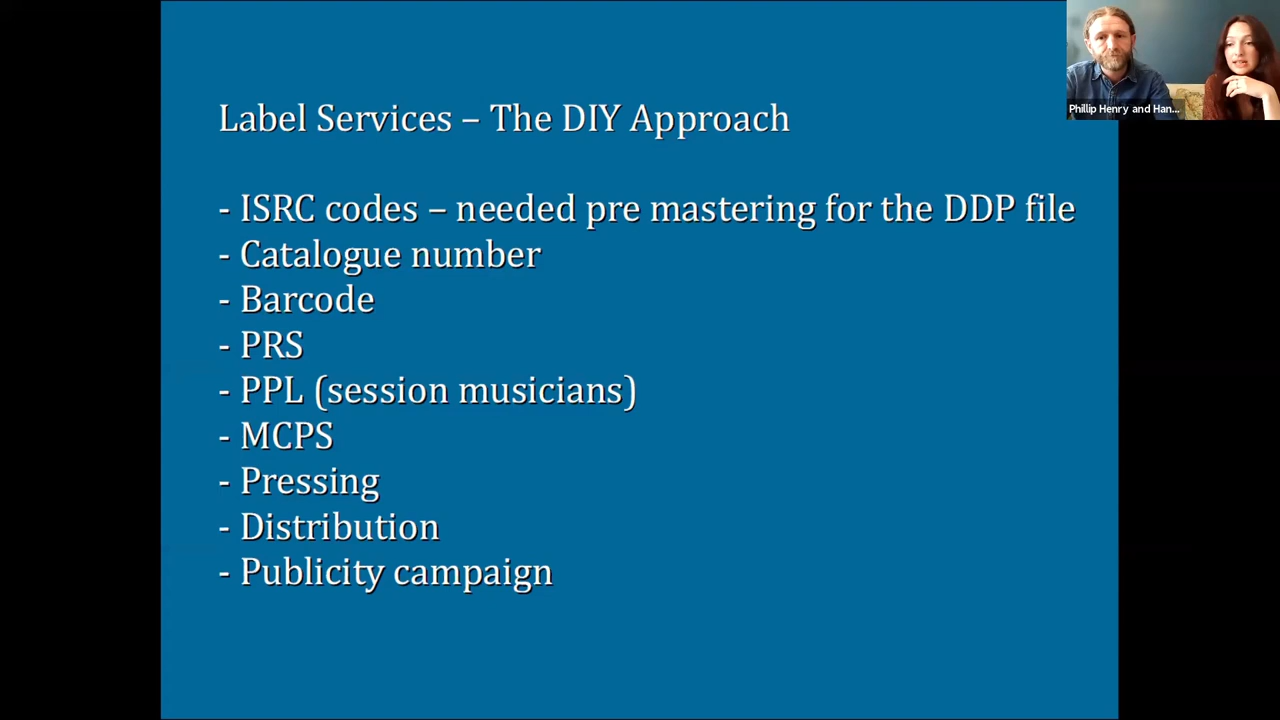 Label Services – The DIY Approach
- ISRC codes – needed pre mastering for the DDP file
- Catalogue number
- Barcode
- PRS
- PPL (session musicians)
- MCPS
- Pressing
- Distribution
- Publicity campaign
Phillip Henry and Han...